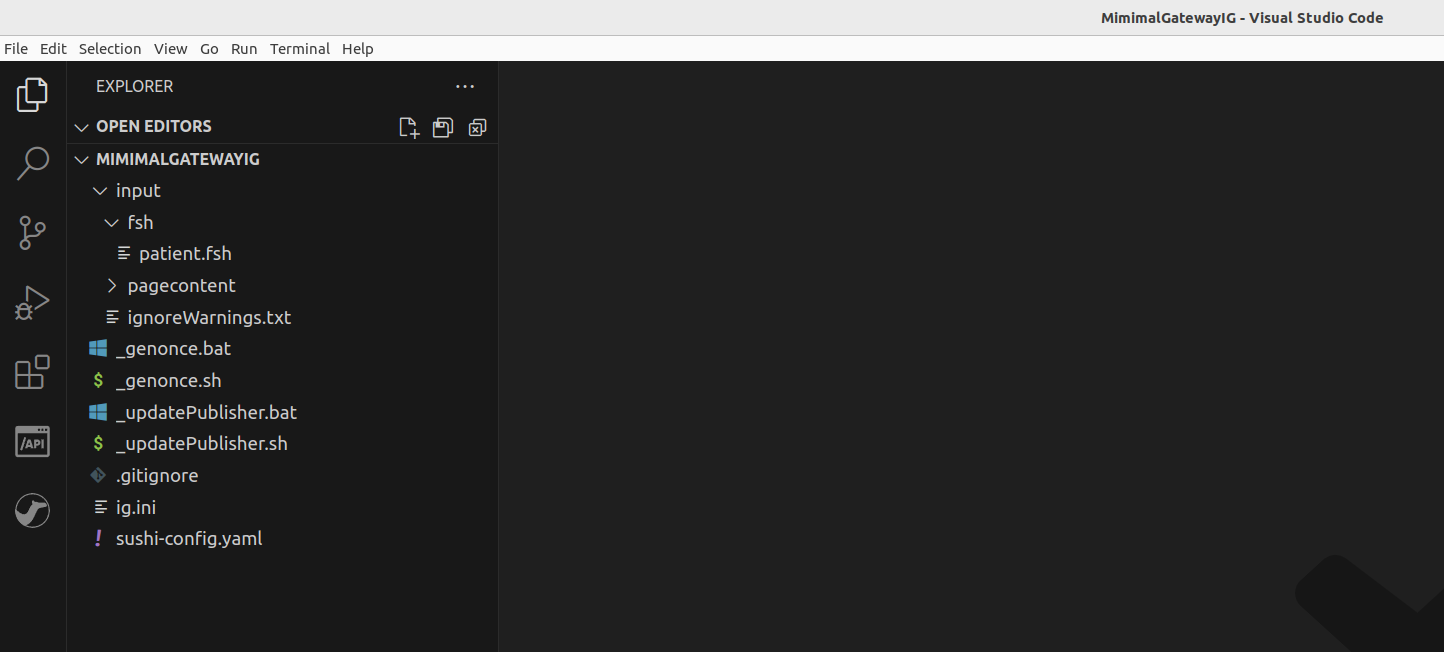 MimimalGatewayIG - Visual Studio Code
File Edit Selection View Go Run Terminal Help
EXPLORER
OPEN EDITORS
MIMIMALGATEWAYIG
input
fsh
patient.fsh
pagecontent
ignoreWarnings.txt
_genonce.bat
$ _genonce.sh
_updatePublisher.bat
$ _updatePublisher.sh
.gitignore
/API
ig.ini
! sushi-config.yaml